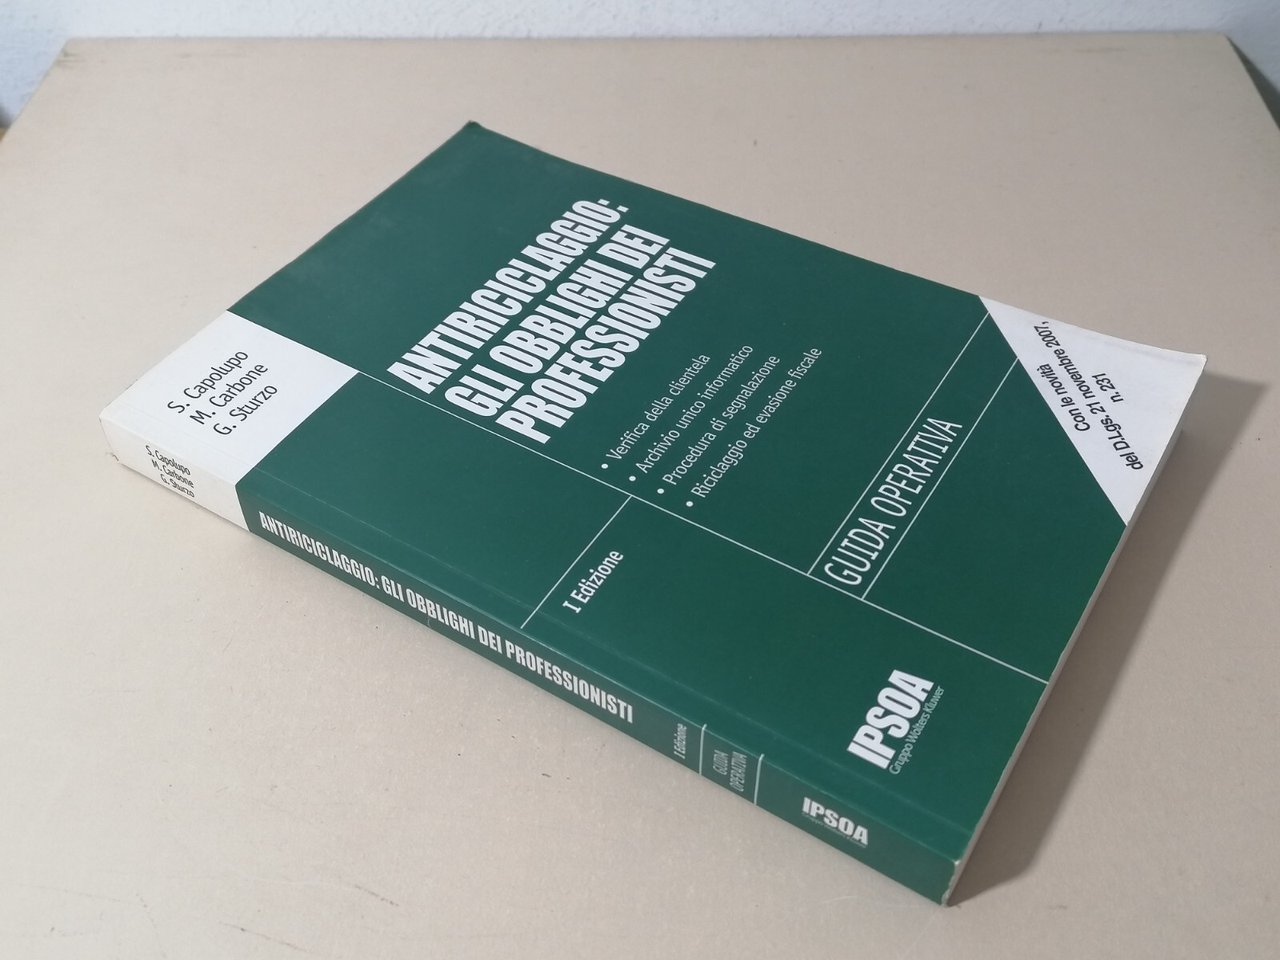 S. Capolupo
M. Carbone
G. Sturzo
ANTIRICICLAGGIO:
GLI OBBLIGHI DEI
PROFESSIONISTI
• Verifica della clientela
• Archivio unico informatico
• Procedura di segnalazione
• Riciclaggio ed evasione fiscale
I Edizione
GUIDA OPERATIVA
Con le novità
del D.Lgs. 21 novembre 2007,
n. 231
IPSOA
Gruppo Wolters Kluwer
S. Capolupo
M. Carbone
G. Sturzo
ANTIRICICLAGGIO: GLI OBBLIGHI DEI PROFESSIONISTI
I Edizione
GUIDA
OPERATIVA
IPSOA